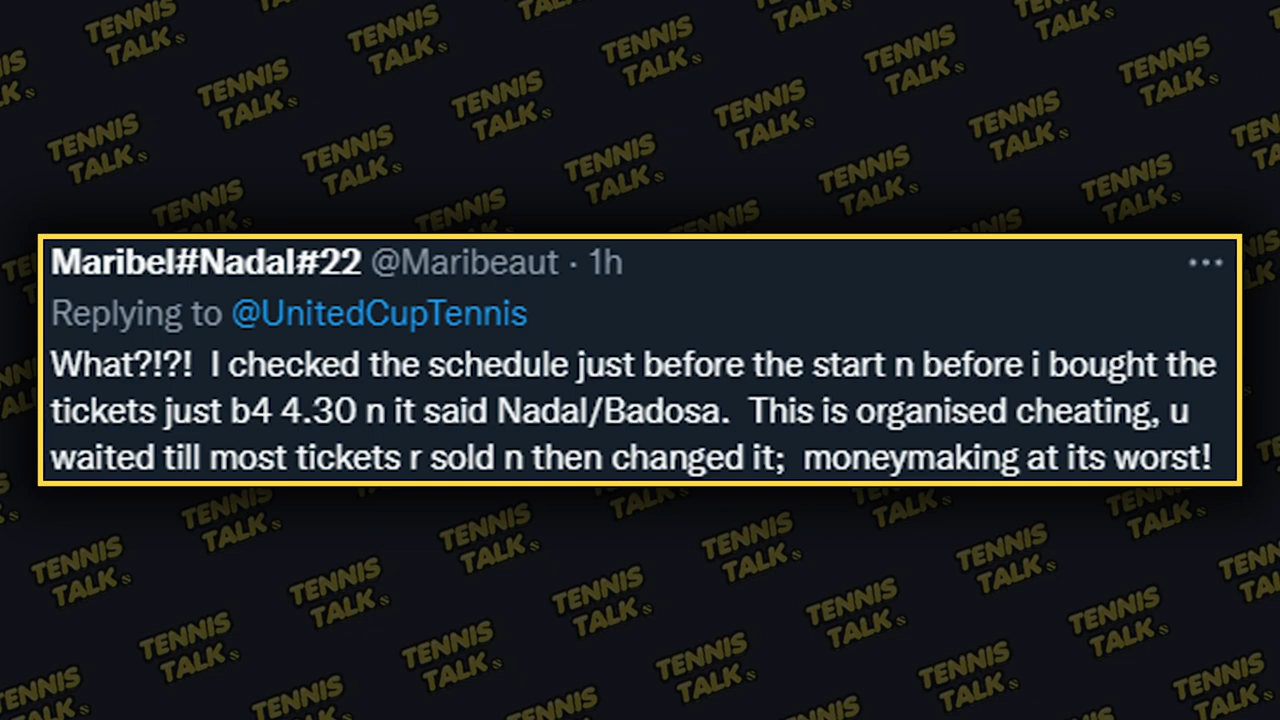 Maribel#Nadal#22 @Maribeaut · 1h
Replying to @UnitedCupTennis
What?!?! I checked the schedule just before the start n before i bought the
tickets just b4 4.30 n it said Nadal/Badosa. This is organised cheating, u
waited till most tickets r sold n then changed it; moneymaking at its worst!
TENNIS
TALK